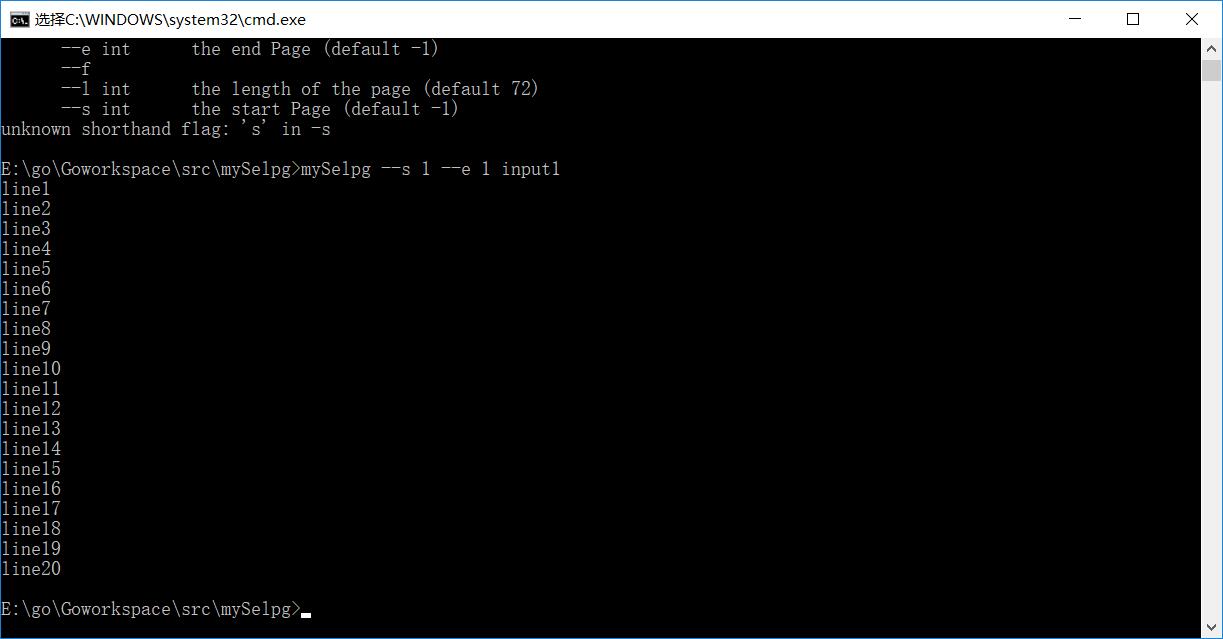 选择C:\WINDOWS\system32\cmd.exe
--e int the end Page (default -1)
--f
--l int the length of the page (default 72)
--s int the start Page (default -1)
unknown shorthand flag: 's' in -s
E:\go\Goworkspace\src\mySelpg>mySelpg --s 1 --e 1 input1
line1
line2
line3
line4
line5
line6
line7
line8
line9
line10
line11
line12
line13
line14
line15
line16
line17
line18
line19
line20
E:\go\Goworkspace\src\mySelpg>